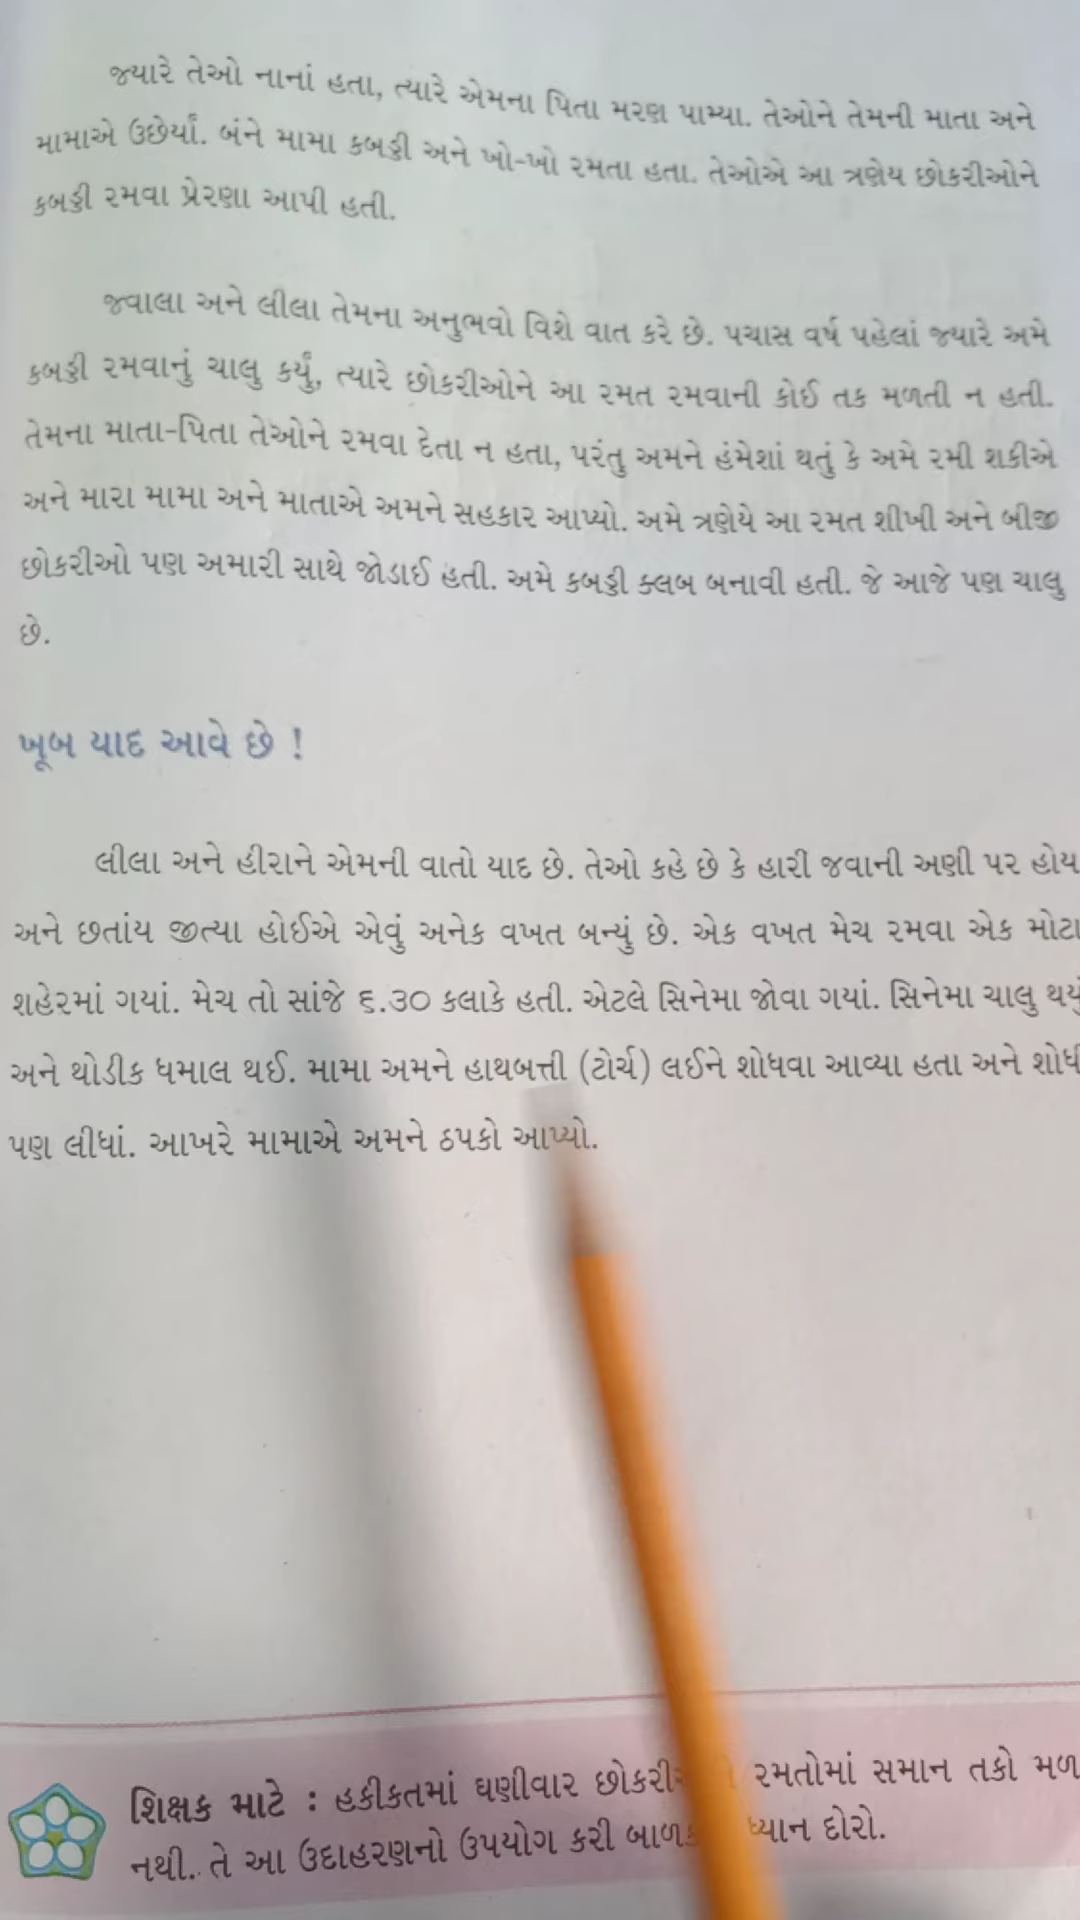 જ્યારે તેઓ નાનાં હતા, ત્યારે એમના પિતા મરણ પામ્યા. તેઓને તેમની માતા અને
મામાએ ઉછેર્યાં. બંને મામા કબડ્ડી અને ખો-ખો રમતા હતા. તેઓએ આ ત્રણેય છોકરીઓને
કબડ્ડી રમવા પ્રેરણા આપી હતી.
જ્વાલા અને લીલા તેમના અનુભવો વિશે વાત કરે છે. પચાસ વર્ષ પહેલાં જ્યારે અમે
કબડ્ડી રમવાનું ચાલુ કર્યું, ત્યારે છોકરીઓને આ રમત રમવાની કોઈ તક મળતી ન હતી.
તેમના માતા-પિતા તેઓને રમવા દેતા ન હતા, પરંતુ અમને હંમેશાં થતું કે અમે રમી શકીએ
અને મારા મામા અને માતાએ અમને સહકાર આપ્યો. અમે ત્રણેયે આ રમત શીખી અને બીજી
છોકરીઓ પણ અમારી સાથે જોડાઈ હતી. અમે કબડ્ડી ક્લબ બનાવી હતી. જે આજે પણ ચાલુ
છે.
ખૂબ યાદ આવે છે !
લીલા અને હીરાને એમની વાતો યાદ છે. તેઓ કહે છે કે હારી જવાની અણી પર હોય
અને છતાંય જીત્યા હોઈએ એવું અનેક વખત બન્યું છે. એક વખત મેચ રમવા એક મોટા
શહેરમાં ગયાં. મેચ તો સાંજે ૬.૩૦ કલાકે હતી. એટલે સિનેમા જોવા ગયાં. સિનેમા ચાલુ થયું
અને થોડીક ધમાલ થઈ. મામા અમને હાથબત્તી (ટોર્ચ) લઈને શોધવા આવ્યા હતા અને શોધી
પણ લીધાં. આખરે મામાએ અમને ઠપકો આપ્યો.
શિક્ષક માટે : હકીકતમાં ઘણીવાર રમતોમાં સમાન તકો
નથી. તે આ ઉદાહરણનો ઉપયોગ કરી ધ્યાન દોરો.